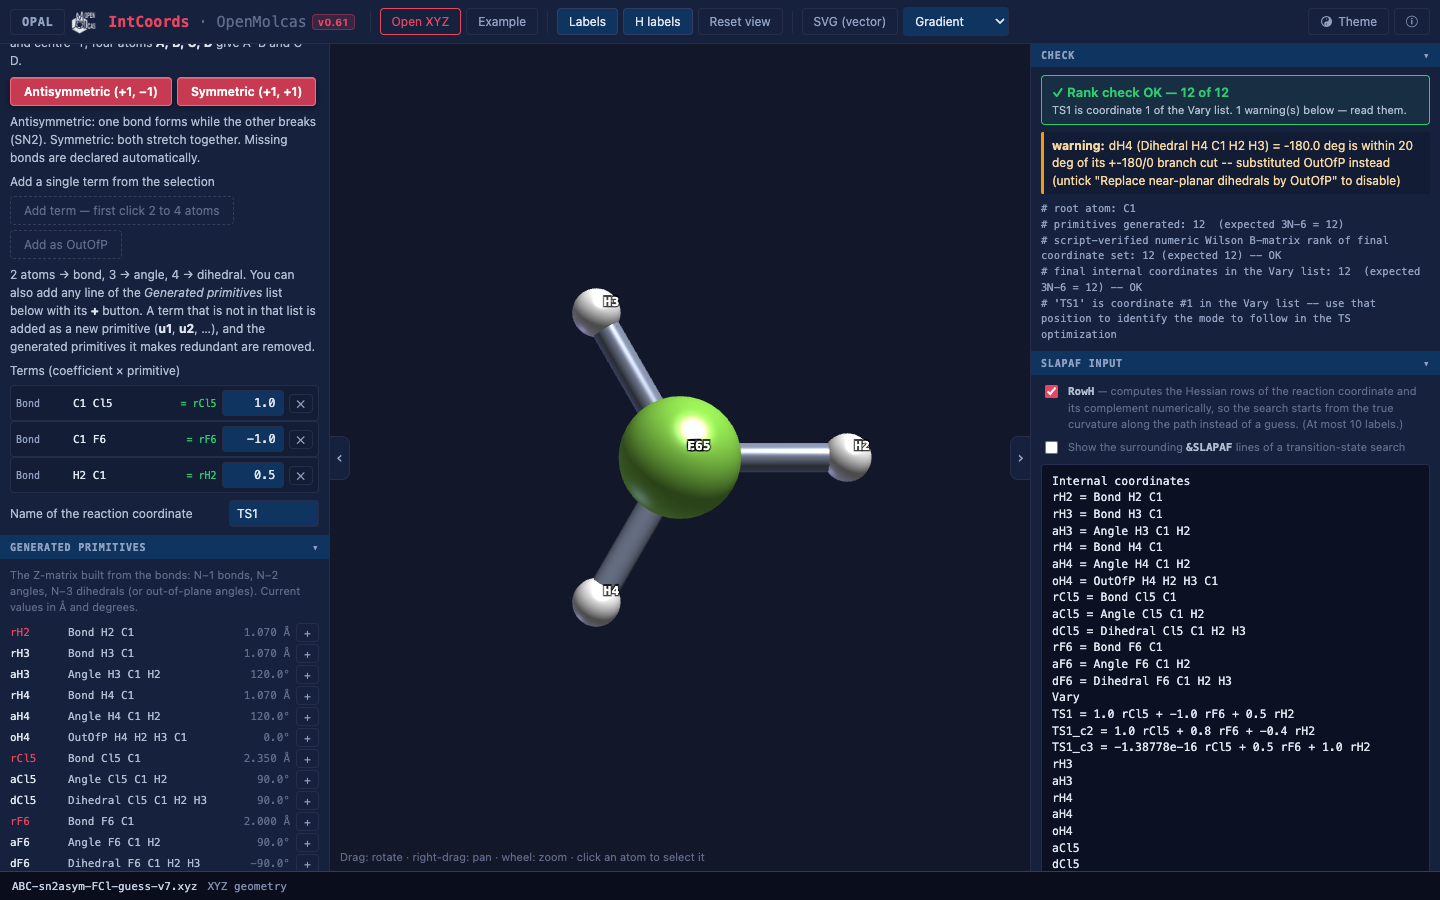 OPAL
OPEN
MOLCAS
IntCoords · OpenMolcas v0.61
Open XYZ
Example
Labels
H labels
Reset view
SVG (vector)
Gradient
Theme
D.
Antisymmetric (+1, −1)
Symmetric (+1, +1)
Antisymmetric: one bond forms while the other breaks
(SN2). Symmetric: both stretch together. Missing
bonds are declared automatically.
Add a single term from the selection
Add term — first click 2 to 4 atoms
Add as OutOfP
2 atoms → bond, 3 → angle, 4 → dihedral. You can
also add any line of the Generated primitives list
below with its + button. A term that is not in that list is
added as a new primitive (u1, u2, …), and the
generated primitives it makes redundant are removed.
Terms (coefficient × primitive)
Bond C1 Cl5 = rCl5 1.0 ×
Bond C1 F6 = rF6 −1.0 ×
Bond H2 C1 = rH2 0.5 ×
Name of the reaction coordinate TS1
GENERATED PRIMITIVES
The Z-matrix built from the bonds: N−1 bonds, N−2
angles, N−3 dihedrals (or out-of-plane angles). Current
values in Å and degrees.
rH2 Bond H2 C1 1.070 Å +
rH3 Bond H3 C1 1.070 Å +
aH3 Angle H3 C1 H2 120.0° +
rH4 Bond H4 C1 1.070 Å +
aH4 Angle H4 C1 H2 120.0° +
oH4 OutOfP H4 H2 H3 C1 0.0° +
rCl5 Bond Cl5 C1 2.350 Å +
aCl5 Angle Cl5 C1 H2 90.0° +
dCl5 Dihedral Cl5 C1 H2 H3 90.0° +
rF6 Bond F6 C1 2.000 Å +
aF6 Angle F6 C1 H2 90.0° +
dF6 Dihedral F6 C1 H2 H3 −90.0° +
H3
H2
H4
Drag: rotate · right-drag: pan · wheel: zoom · click an atom to select it
CHECK
✓ Rank check OK — 12 of 12
TS1 is coordinate 1 of the Vary list. 1 warning(s) below — read them.
warning: dH4 (Dihedral H4 C1 H2 H3) = -180.0 deg is within 20
deg of its +-180/0 branch cut -- substituted OutOfP instead
(untick "Replace near-planar dihedrals by OutOfP" to disable)
# root atom: C1
# primitives generated: 12 (expected 3N−6 = 12)
# script-verified numeric Wilson B-matrix rank of final
coordinate set: 12 (expected 12) —— OK
# final internal coordinates in the Vary list: 12 (expected
3N−6 = 12) —— OK
# 'TS1' is coordinate #1 in the Vary list —— use that
position to identify the mode to follow in the TS
optimization
SLAPAF INPUT
RowH — computes the Hessian rows of the reaction coordinate and
its complement numerically, so the search starts from the true
curvature along the path instead of a guess. (At most 10 labels.)
Show the surrounding &SLAPAF lines of a transition-state search
Internal coordinates
rH2 = Bond H2 C1
rH3 = Bond H3 C1
aH3 = Angle H3 C1 H2
rH4 = Bond H4 C1
aH4 = Angle H4 C1 H2
oH4 = OutOfP H4 H2 H3 C1
rCl5 = Bond Cl5 C1
aCl5 = Angle Cl5 C1 H2
dCl5 = Dihedral Cl5 C1 H2 H3
rF6 = Bond F6 C1
aF6 = Angle F6 C1 H2
dF6 = Dihedral F6 C1 H2 H3
Vary
TS1 = 1.0 rCl5 + −1.0 rF6 + 0.5 rH2
TS1_c2 = 1.0 rCl5 + 0.8 rF6 + −0.4 rH2
TS1_c3 = −1.38778e−16 rCl5 + 0.5 rF6 + 1.0 rH2
rH3
aH3
rH4
aH4
oH4
aCl5
dCl5
ABC-sn2asym-FCl-guess-v7.xyz XYZ geometry